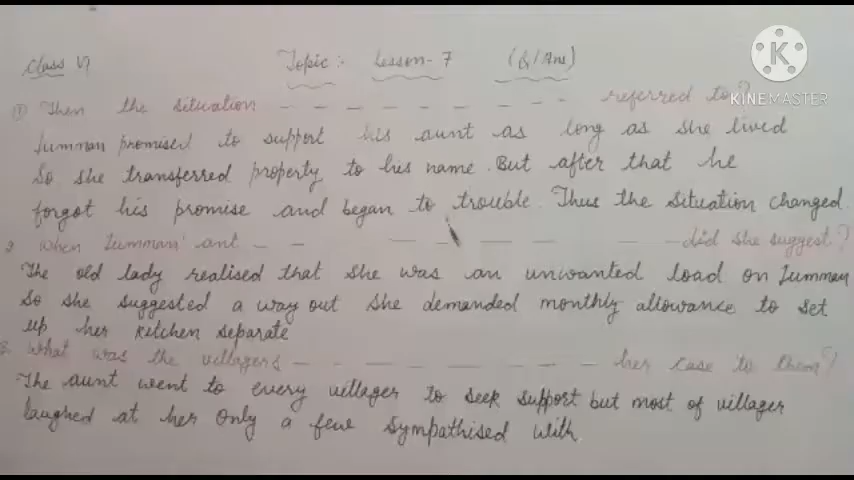 Class VI Topic :- Lesson-7 (Q/Ans)
KINEMASTER
① Then the situation - - - - - - - - - referred to?
Jumman promised to support his aunt as long as she lived
So she transferred property to his name. But after that he
forgot his promise and began to trouble. Thus the situation changed.
2 When Jumman' ant - - - - - - - - - did she suggest?
The old lady realised that she was an unwanted load on Jumman
So she suggested a way out she demanded monthly allowance to set
up her kitchen separate
3. What was the villagers - - - - - - - - - her case to them?
The aunt went to every villager to seek support but most of villager
laughed at her only a few sympathised with